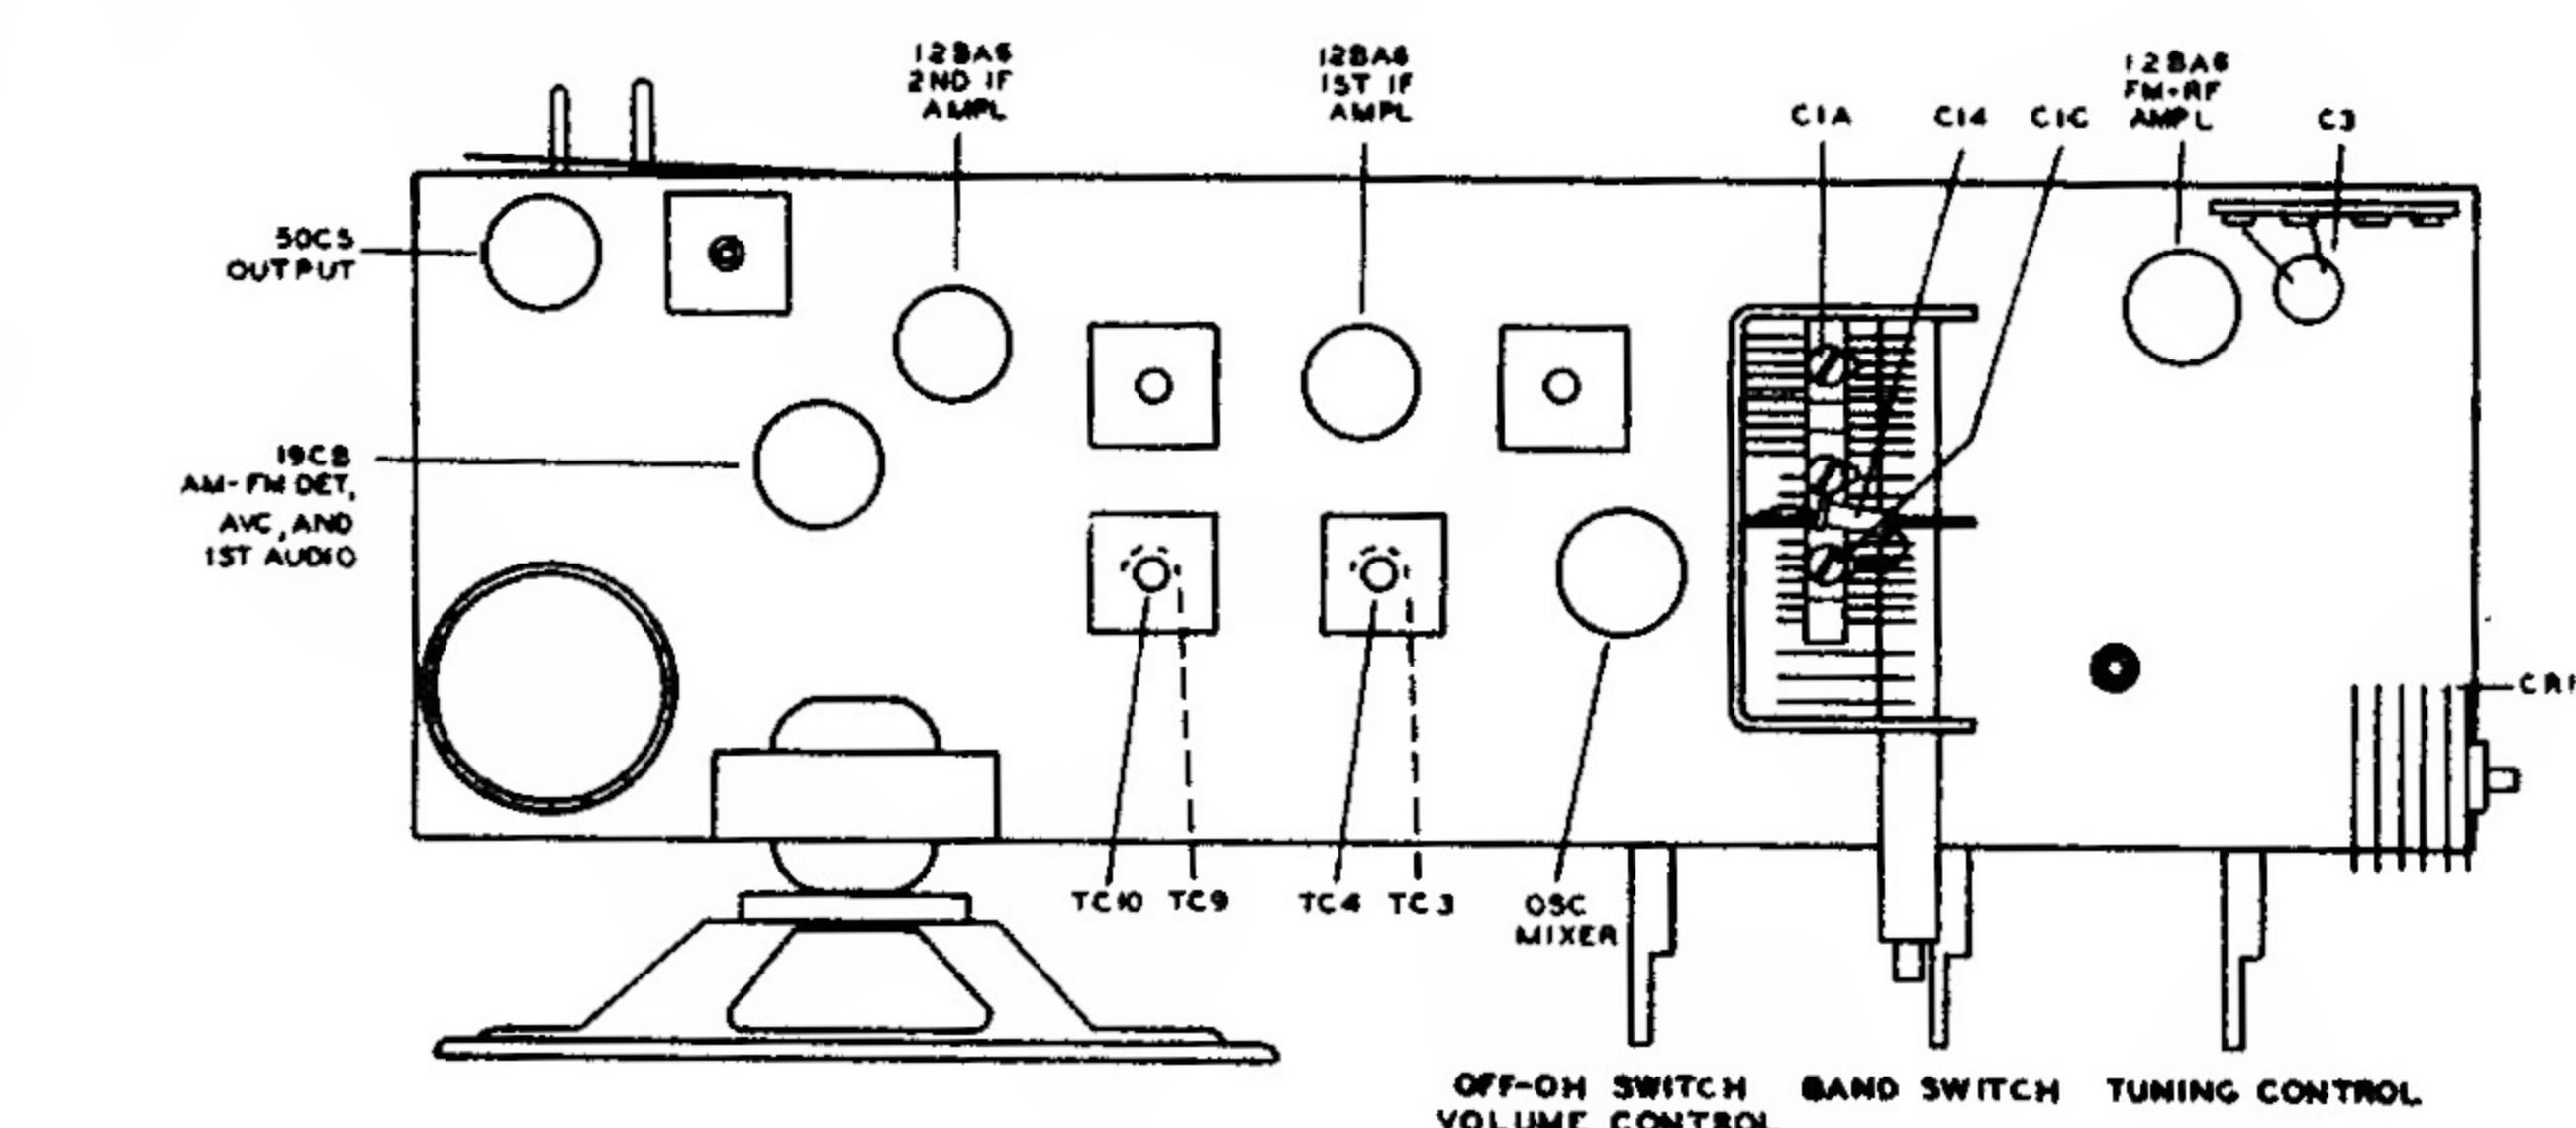 12BA6
2ND IF
AMPL
12BA6
1ST IF
AMPL
C1A
C14
C1C
12BA6
FM-RF
AMPL
C3
50C5
OUTPUT
19C8
AM-FM DET,
AVC, AND
1ST AUDIO
CR1
TC10
TC9
TC4
TC3
OSC
MIXER
OFF-ON SWITCH
VOLUME CONTROL
BAND SWITCH
TUNING CONTROL